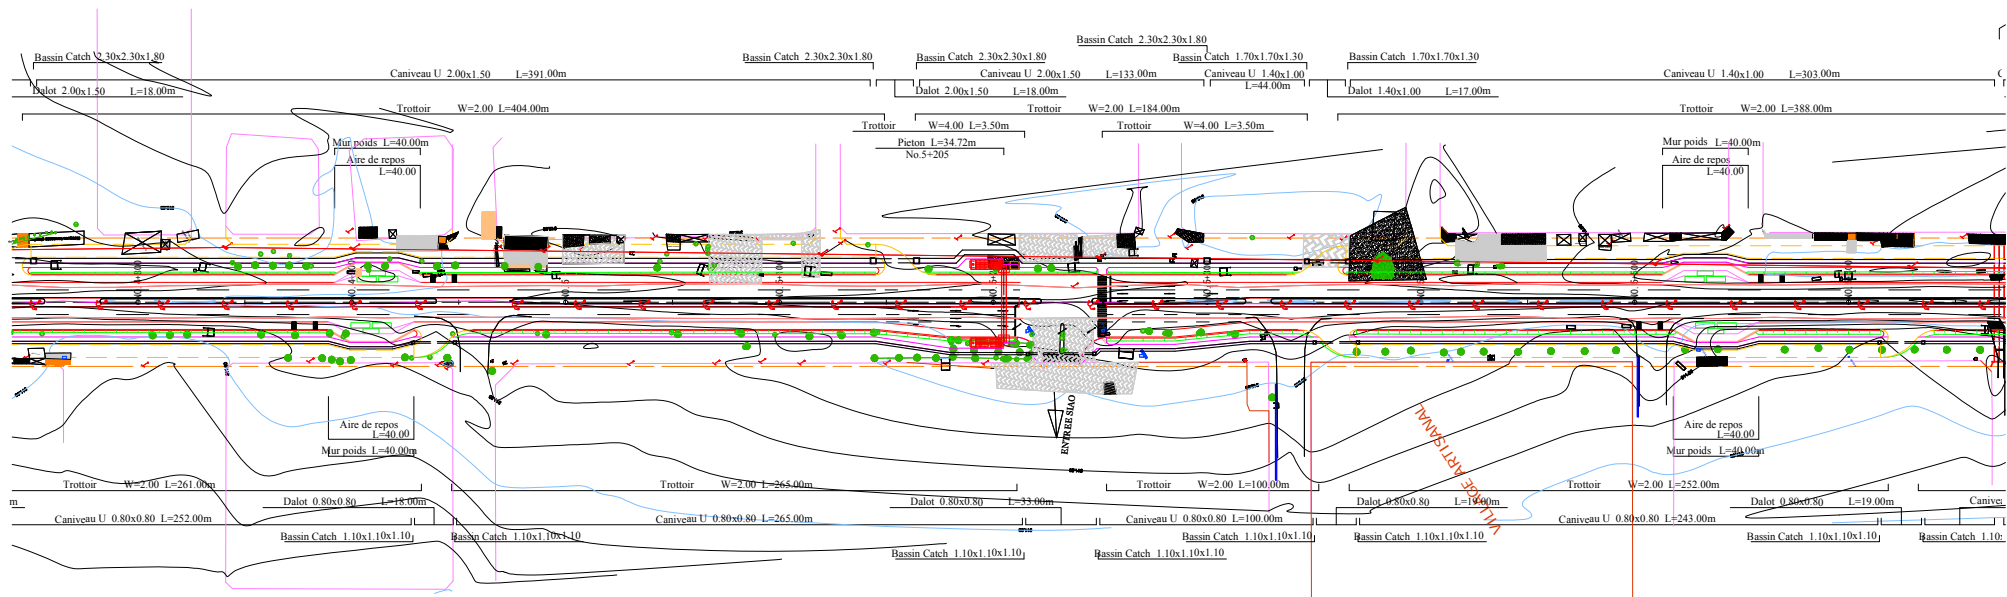 Bassin Catch 2.30x2.30x1.80
Bassin Catch 2.30x2.30x1.80
Bassin Catch 2.30x2.30x1.80
Bassin Catch 2.30x2.30x1.80
Bassin Catch 1.70x1.70x1.30
Bassin Catch 1.70x1.70x1.30
Caniveau U 2.00x1.50 L=391.00m
Caniveau U 2.00x1.50 L=133.00m
Caniveau U 1.40x1.00
L=44.00m
Caniveau U 1.40x1.00 L=303.00m
C
Dalot 2.00x1.50 L=18.00m
Dalot 2.00x1.50 L=18.00m
Dalot 1.40x1.00 L=17.00m
Trottoir W=2.00 L=404.00m
Trottoir W=2.00 L=184.00m
Trottoir W=2.00 L=388.00m
Trottoir W=4.00 L=3.50m
Trottoir W=4.00 L=3.50m
Mur poids L=40.00m
Aire de repos
L=40.00
Pieton L=34.72m
No.5+205
Mur poids L=40.00m
Aire de repos
L=40.00
ENTREE SIAO
VILLAGE ARTISANAL
Aire de repos
L=40.00
Mur poids L=40.00m
Aire de repos
L=40.00
Mur poids L=40.00m
Trottoir W=2.00 L=261.00m
Trottoir W=2.00 L=265.00m
Trottoir W=2.00 L=100.00m
Trottoir W=2.00 L=252.00m
m
Dalot 0.80x0.80 L=18.00m
Dalot 0.80x0.80 L=33.00m
Dalot 0.80x0.80 L=19.00m
Dalot 0.80x0.80 L=19.00m
Canive
Caniveau U 0.80x0.80 L=252.00m
Caniveau U 0.80x0.80 L=265.00m
Caniveau U 0.80x0.80 L=100.00m
Caniveau U 0.80x0.80 L=243.00m
Bassin Catch 1.10x1.10x1.10
Bassin Catch 1.10x1.10x1.10
Bassin Catch 1.10x1.10x1.10
Bassin Catch 1.10x1.10x1.10
Bassin Catch 1.10x1.10x1.10
Bassin Catch 1.10x1.10x1.10
Bassin Catch 1.10x1.10x1.10
Bassin Catch 1.10